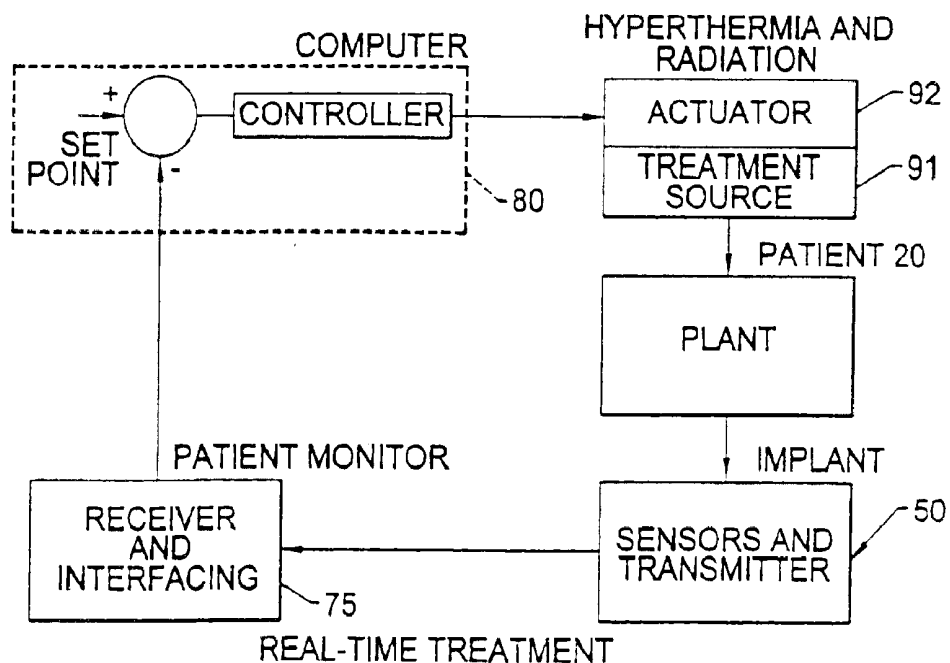 COMPUTER
HYPERTHERMIA AND
RADIATION
+
SET
POINT
-
CONTROLLER
80
ACTUATOR
92
TREATMENT
SOURCE
91
PATIENT 20
PLANT
IMPLANT
SENSORS AND
TRANSMITTER
50
PATIENT MONITOR
RECEIVER
AND
INTERFACING
75
REAL-TIME TREATMENT